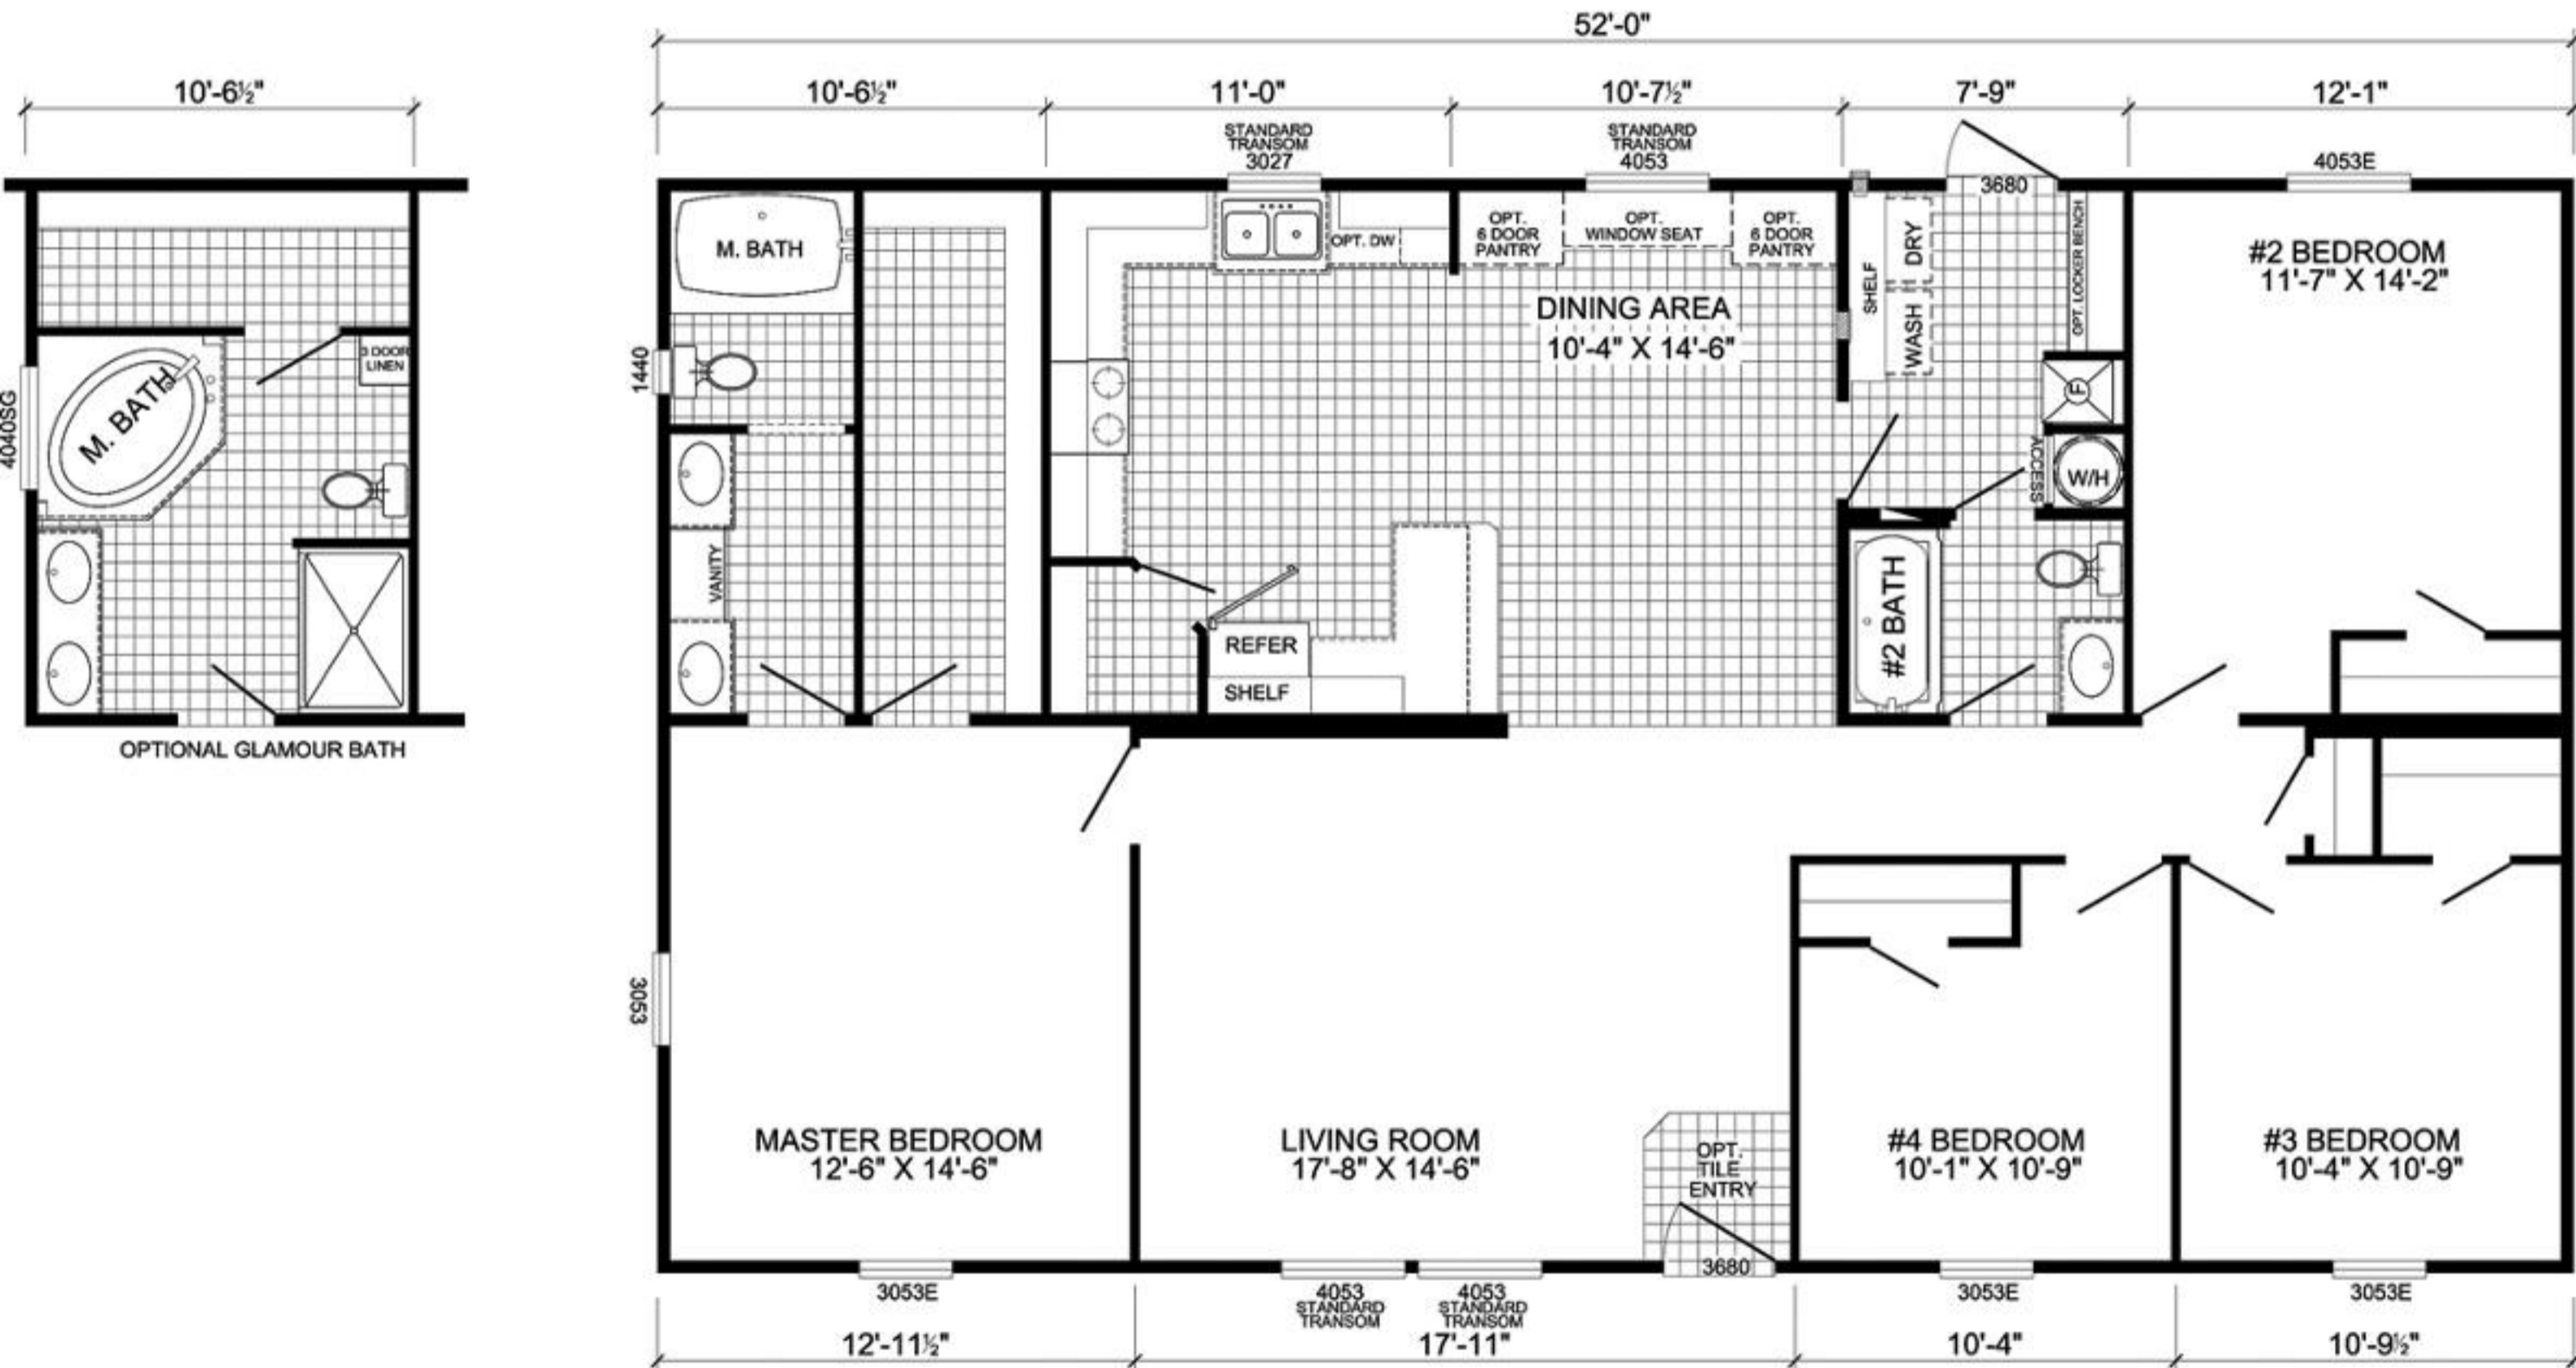 52'-0"
10'-6½"
10'-6½"
11'-0"
10'-7½"
7'-9"
12'-1"
STANDARD
TRANSOM
3027
STANDARD
TRANSOM
4053
4053E
3680
M. BATH
OPT. DW
OPT.
6 DOOR
PANTRY
OPT.
WINDOW SEAT
OPT.
6 DOOR
PANTRY
SHELF
DRY
WASH
OPT. LOCKER BENCH
#2 BEDROOM
11'-7" X 14'-2"
DINING AREA
10'-4" X 14'-6"
3 DOOR
LINEN
M. BATH
4040SG
1440
F
ACCESS
W/H
VANITY
#2 BATH
REFER
SHELF
OPTIONAL GLAMOUR BATH
3053
MASTER BEDROOM
12'-6" X 14'-6"
LIVING ROOM
17'-8" X 14'-6"
OPT.
TILE
ENTRY
#4 BEDROOM
10'-1" X 10'-9"
#3 BEDROOM
10'-4" X 10'-9"
3680
3053E
4053
STANDARD
TRANSOM
4053
STANDARD
TRANSOM
3053E
3053E
12'-11½"
17'-11"
10'-4"
10'-9½"